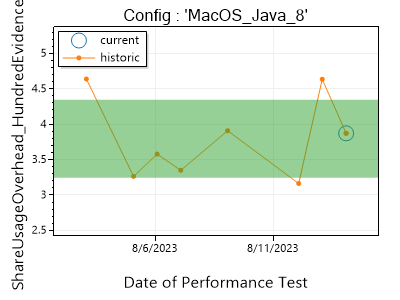 Config : 'MacOS_Java_8'
current
historic
ShareUsageOverhead_HundredEvidence
5
4.5
4
3.5
3
2.5
8/6/2023
8/11/2023
Date of Performance Test